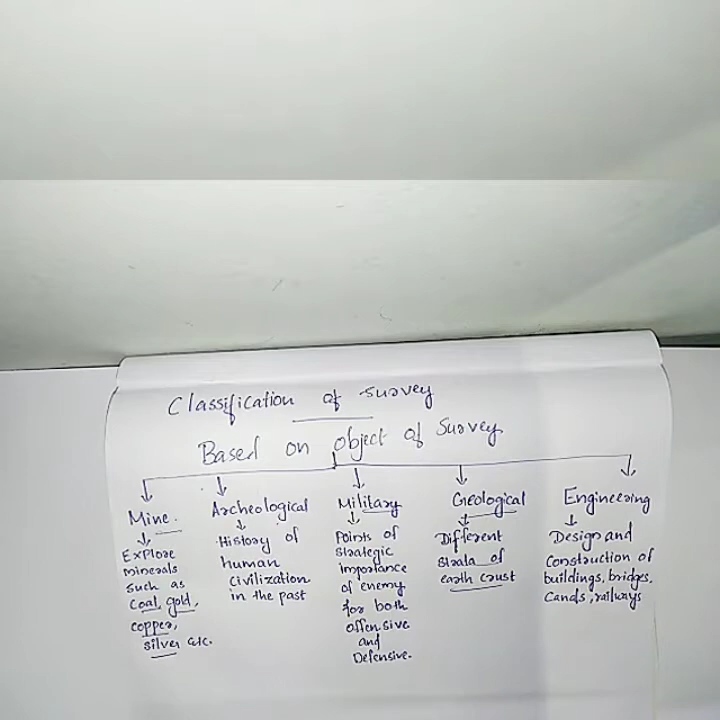 Classification of survey
Based on object of Survey
Mine.
Explore
minerals
such as
coal, gold,
copper,
silver etc.
Archeological
History of
human
civilization
in the past
Mililary
Points of
strategic
importance
of enemy
for both
offensive
and
Defensive.
Geological
Different
strala of
earth crust
Engineering
Design and
Construction of
buildings, bridges,
Canals, railways